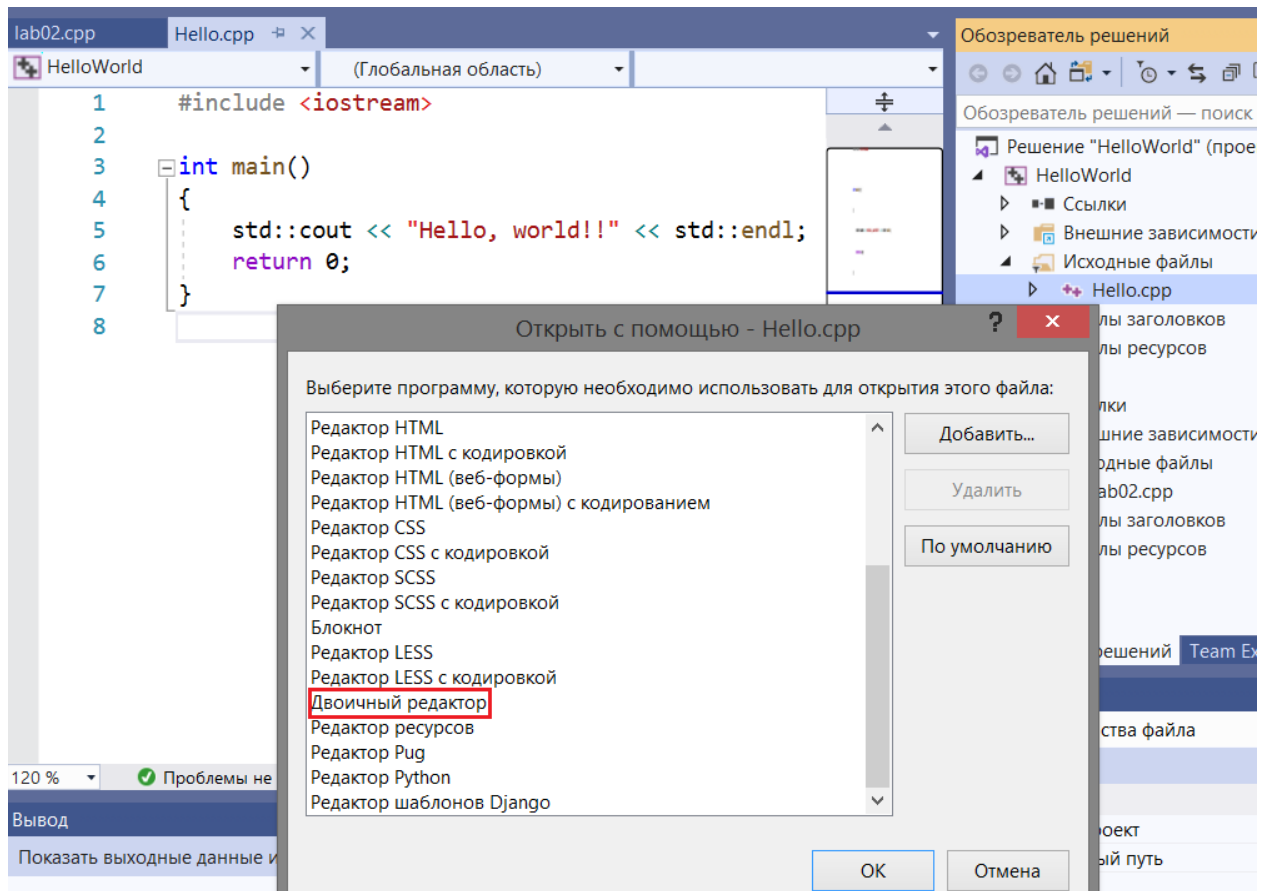 lab02.cpp
Hello.cpp
HelloWorld
(Глобальная область)
1 #include <iostream>
2
3 int main()
4 {
5 std::cout << "Hello, world!!" << std::endl;
6 return 0;
7 }
8
120 %
Проблемы не
Вывод
Показать выходные данные и
Обозреватель решений
Обозреватель решений — поиск
Решение "HelloWorld" (прое
HelloWorld
Ссылки
Внешние зависимости
Исходные файлы
Hello.cpp
лы заголовков
лы ресурсов
лки
шние зависимости
одные файлы
ab02.cpp
лы заголовков
лы ресурсов
решений
Team Ex
ства файла
роект
ый путь
Открыть с помощью - Hello.cpp
?
Выберите программу, которую необходимо использовать для открытия этого файла:
Редактор HTML
Редактор HTML с кодировкой
Редактор HTML (веб-формы)
Редактор HTML (веб-формы) с кодированием
Редактор CSS
Редактор CSS с кодировкой
Редактор SCSS
Редактор SCSS с кодировкой
Блокнот
Редактор LESS
Редактор LESS с кодировкой
Двоичный редактор
Редактор ресурсов
Редактор Pug
Редактор Python
Редактор шаблонов Django
Добавить...
Удалить
По умолчанию
OK
Отмена